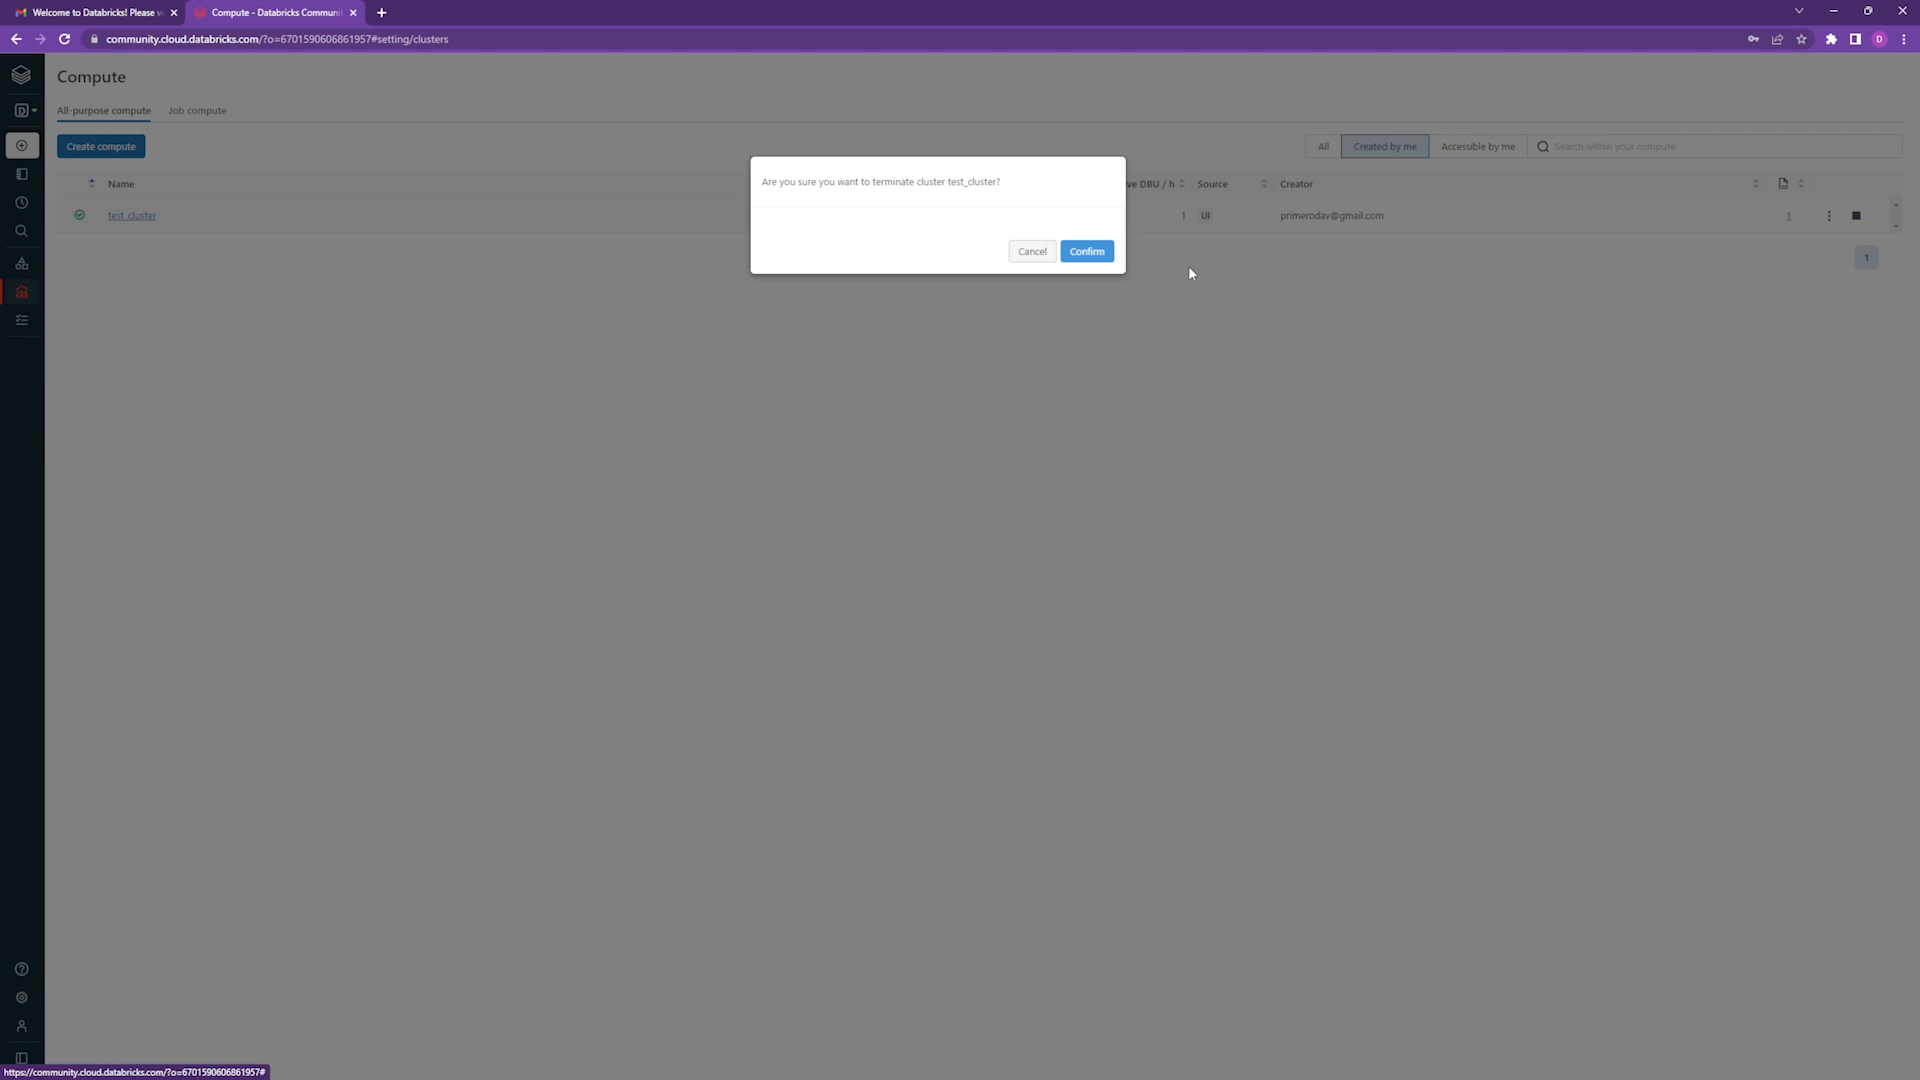 Welcome to Databricks! Please v
Compute - Databricks Communi
community.cloud.databricks.com/?o=6701590606861957#setting/clusters
D
Compute
D
All-purpose compute
Job compute
Create compute
All
Created by me
Accessible by me
Search within your compute
Are you sure you want to terminate cluster test_cluster?
Name
ve DBU / h
Source
Creator
test_cluster
1
UI
primerodav@gmail.com
1
Cancel
Confirm
1
https://community.cloud.databricks.com/?o=6701590606861957#